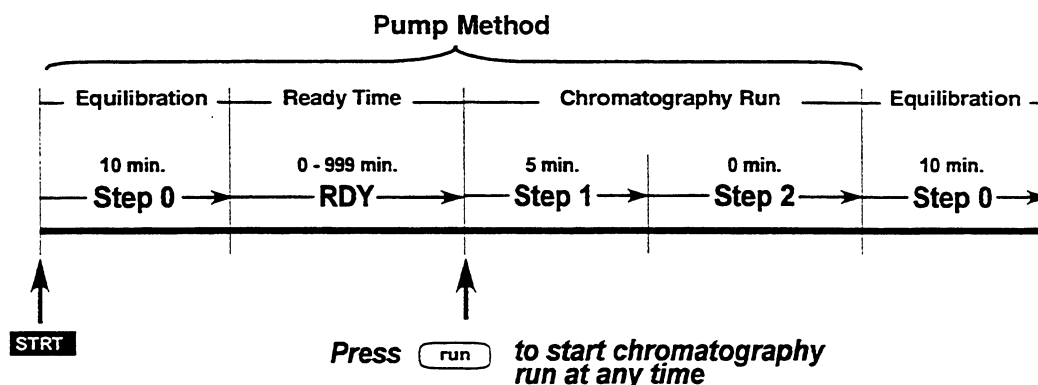 Pump Method
Equilibration Ready Time Chromatography Run Equilibration
10 min. 0 - 999 min. 5 min. 0 min. 10 min.
Step 0 RDY Step 1 Step 2 Step 0
STRT
Press run to start chromatography
run at any time